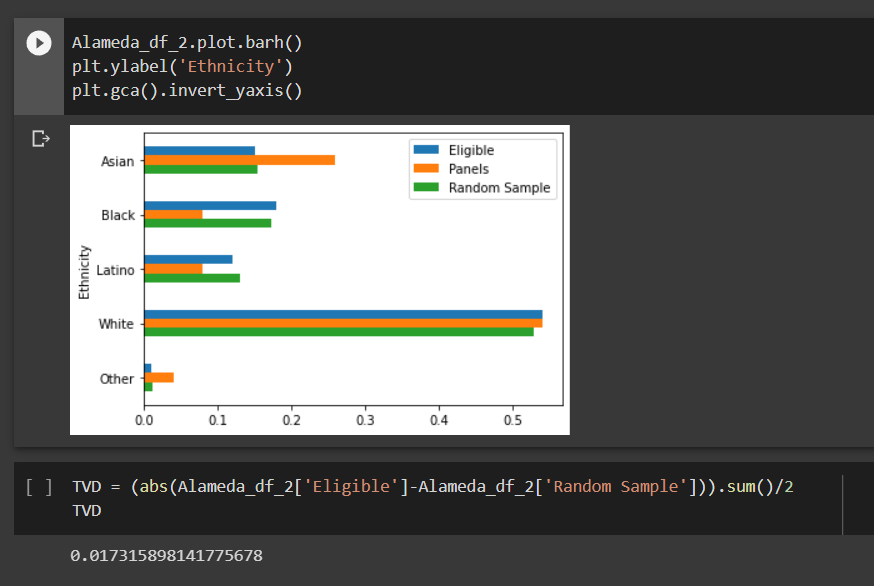 Alameda_df_2.plot.barh()
plt.ylabel('Ethnicity')
plt.gca().invert_yaxis()
Eligible
Panels
Random Sample
Asian
Black
Latino
White
Other
Ethnicity
0.0 0.1 0.2 0.3 0.4 0.5
[ ] TVD = (abs(Alameda_df_2['Eligible']-Alameda_df_2['Random Sample'])).sum()/2
TVD
0.017315898141775678